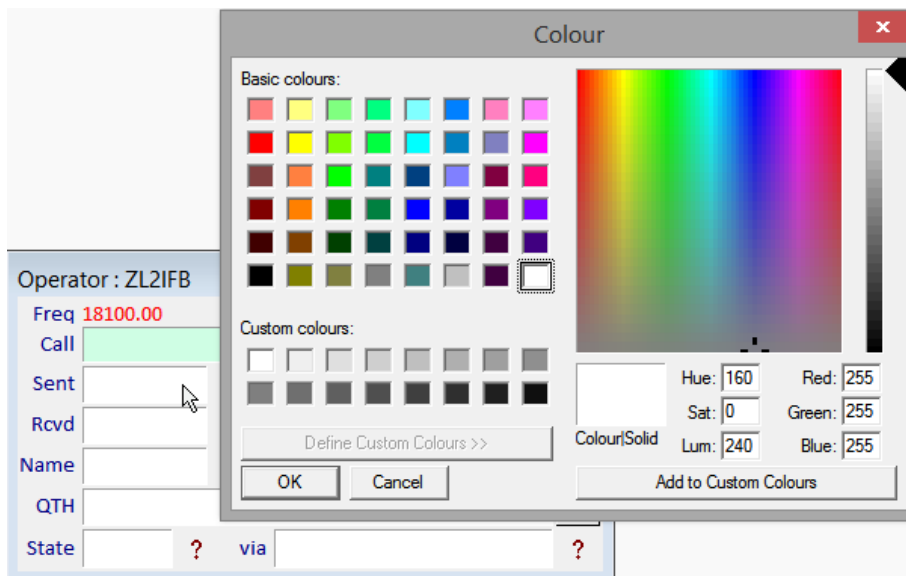 Colour
x
Basic colours:
Custom colours:
Define Custom Colours >>
OK Cancel
Colour|Solid
Hue: 160 Red: 255
Sat: 0 Green: 255
Lum: 240 Blue: 255
Add to Custom Colours
Operator : ZL2IFB
Freq 18100.00
Call
Sent
Rcvd
Name
QTH
State ? via ?